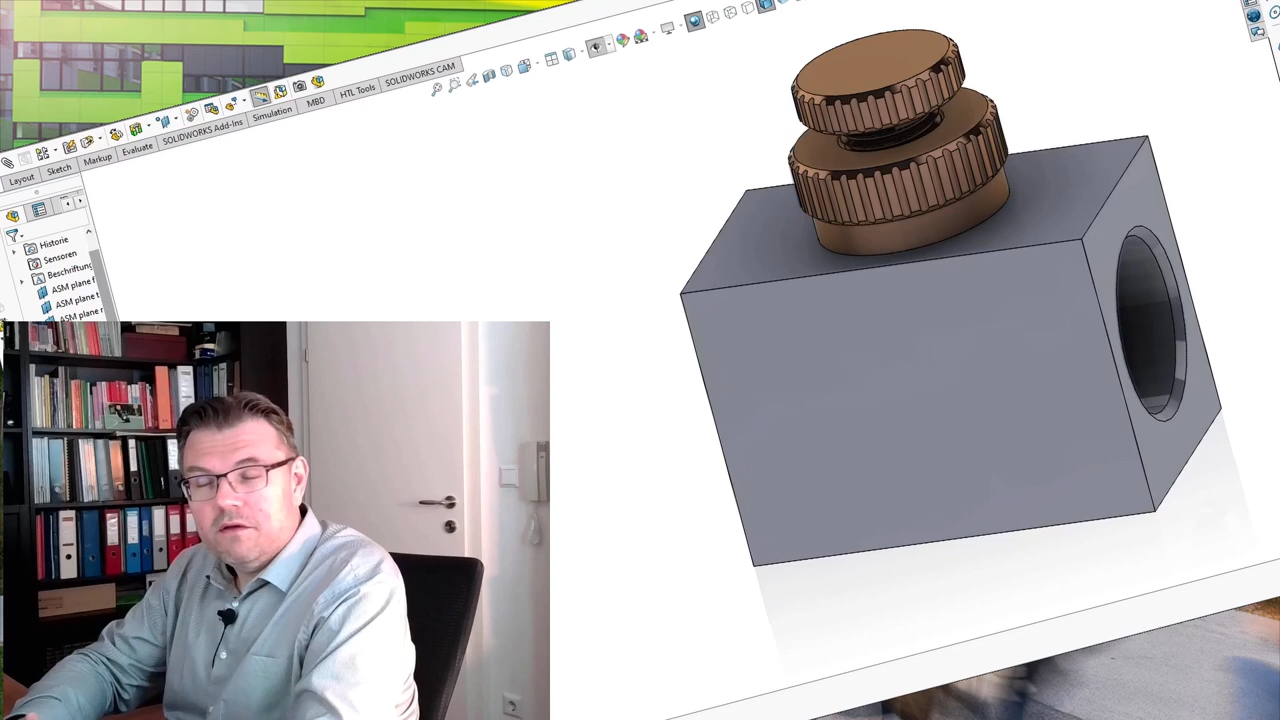 SOLIDWORKS CAM
HTL Tools
MBD
Simulation
SOLIDWORKS Add-Ins
Evaluate
Markup
Sketch
Layout
Historie
Sensoren
Beschriftung
ASM plane f
ASM plane t
ASM plane r